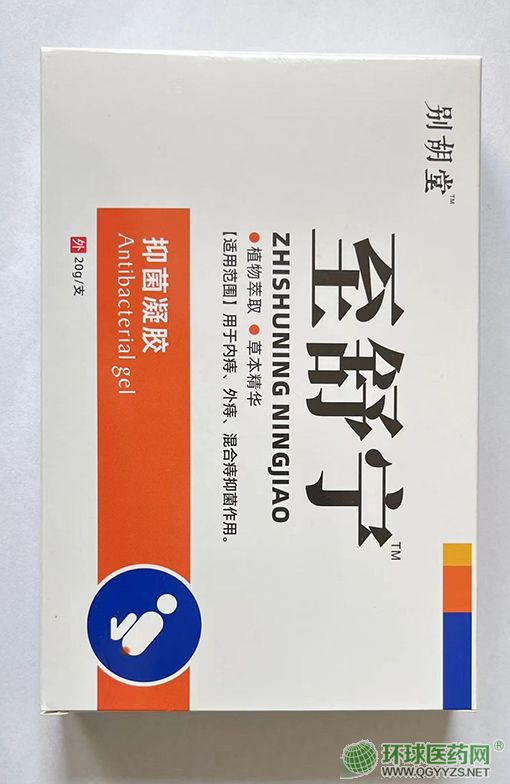 别胡堂™
至舒宁™
ZHISHUNING NINGJIAO
●植物萃取 ●草本精华
【适用范围】用于内痔、外痔、混合痔抑菌作用。
抑菌凝胶
Antibacterial gel
外 20g/支
环球医药网®
www.QGYYZS.NET